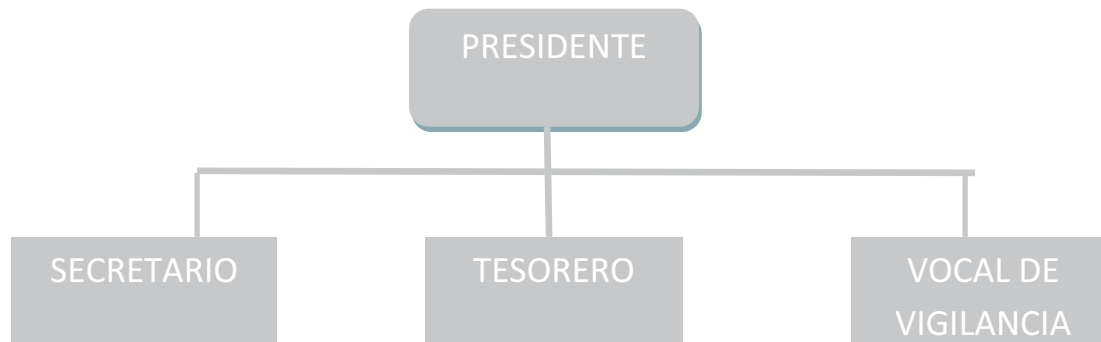 PRESIDENTE
SECRETARIO
TESORERO
VOCAL DE
VIGILANCIA